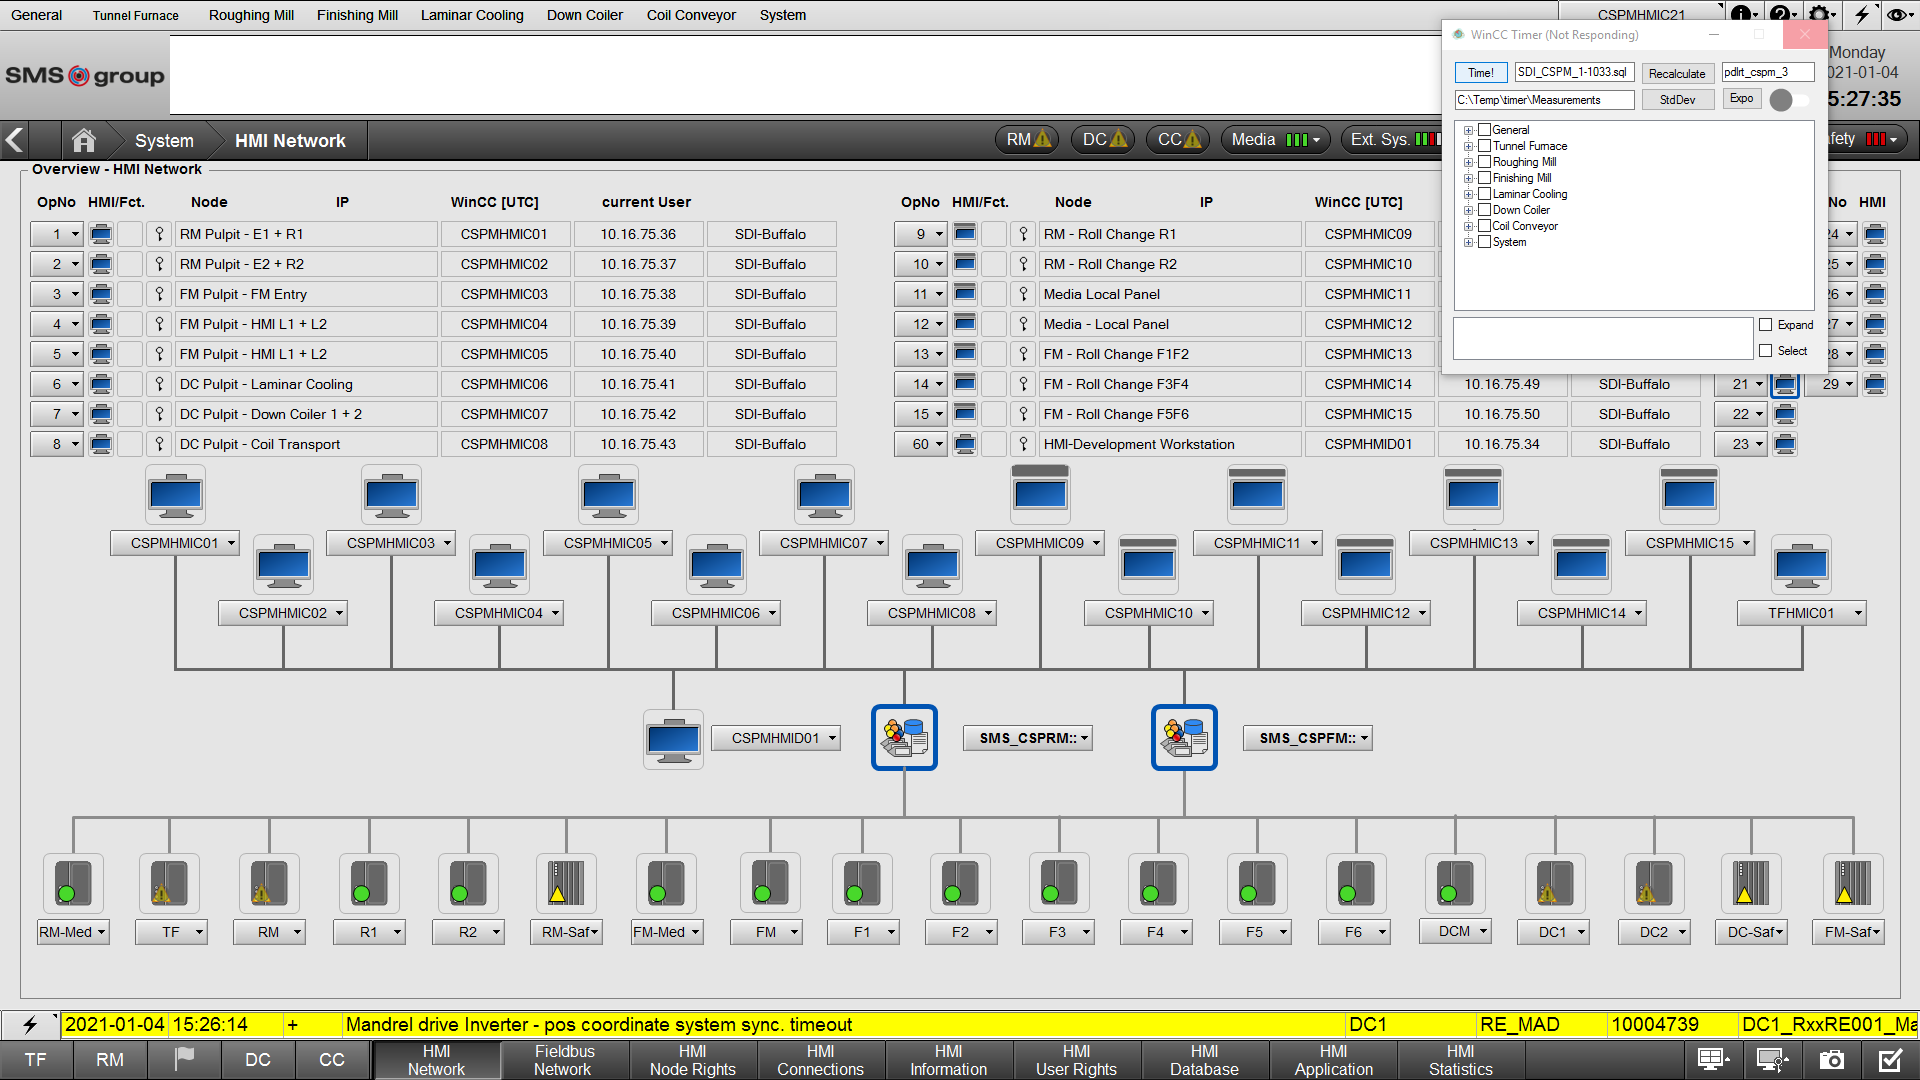 General Tunnel Furnace Roughing Mill Finishing Mill Laminar Cooling Down Coiler Coil Conveyor System CSPMHMIC21
WinCC Timer (Not Responding)
Monday
SMS group
Time! SDI_CSPM_1-1033.sql Recalculate pdlrt_cspm_3
C:\Temp\timer\Measurements StdDev Expo
5:27:35
System HMI Network RM DC CC Media Ext. Sys.
General
Tunnel Furnace
Roughing Mill
Finishing Mill
Laminar Cooling
Down Coiler
Coil Conveyor
System
Expand
Select
Overview - HMI Network
OpNo HMI/Fct. Node IP WinCC [UTC] current User OpNo HMI/Fct. Node IP WinCC [UTC] No HMI
1 RM Pulpit - E1 + R1 CSPMHMIC01 10.16.75.36 SDI-Buffalo 9 RM - Roll Change R1 CSPMHMIC09 24
2 RM Pulpit - E2 + R2 CSPMHMIC02 10.16.75.37 SDI-Buffalo 10 RM - Roll Change R2 CSPMHMIC10 25
3 FM Pulpit - FM Entry CSPMHMIC03 10.16.75.38 SDI-Buffalo 11 Media Local Panel CSPMHMIC11 26
4 FM Pulpit - HMI L1 + L2 CSPMHMIC04 10.16.75.39 SDI-Buffalo 12 Media - Local Panel CSPMHMIC12 27
5 FM Pulpit - HMI L1 + L2 CSPMHMIC05 10.16.75.40 SDI-Buffalo 13 FM - Roll Change F1F2 CSPMHMIC13 28
6 DC Pulpit - Laminar Cooling CSPMHMIC06 10.16.75.41 SDI-Buffalo 14 FM - Roll Change F3F4 CSPMHMIC14 10.16.75.49 SDI-Buffalo 21 29
7 DC Pulpit - Down Coiler 1 + 2 CSPMHMIC07 10.16.75.42 SDI-Buffalo 15 FM - Roll Change F5F6 CSPMHMIC15 10.16.75.50 SDI-Buffalo 22
8 DC Pulpit - Coil Transport CSPMHMIC08 10.16.75.43 SDI-Buffalo 60 HMI-Development Workstation CSPMHMID01 10.16.75.34 SDI-Buffalo 23
CSPMHMIC01 CSPMHMIC03 CSPMHMIC05 CSPMHMIC07 CSPMHMIC09 CSPMHMIC11 CSPMHMIC13 CSPMHMIC15
CSPMHMIC02 CSPMHMIC04 CSPMHMIC06 CSPMHMIC08 CSPMHMIC10 CSPMHMIC12 CSPMHMIC14 TFHMIC01
CSPMHMID01 SMS_CSPRM:: SMS_CSPFM::
RM-Med TF RM R1 R2 RM-Saf FM-Med FM F1 F2 F3 F4 F5 F6 DCM DC1 DC2 DC-Saf FM-Saf
2021-01-04 15:26:14 + Mandrel drive Inverter - pos coordinate system sync. timeout DC1 RE_MAD 10004739 DC1_RxxRE001_Ma
TF RM DC CC HMI Network Fieldbus Network HMI Node Rights HMI Connections HMI Information HMI User Rights HMI Database HMI Application HMI Statistics